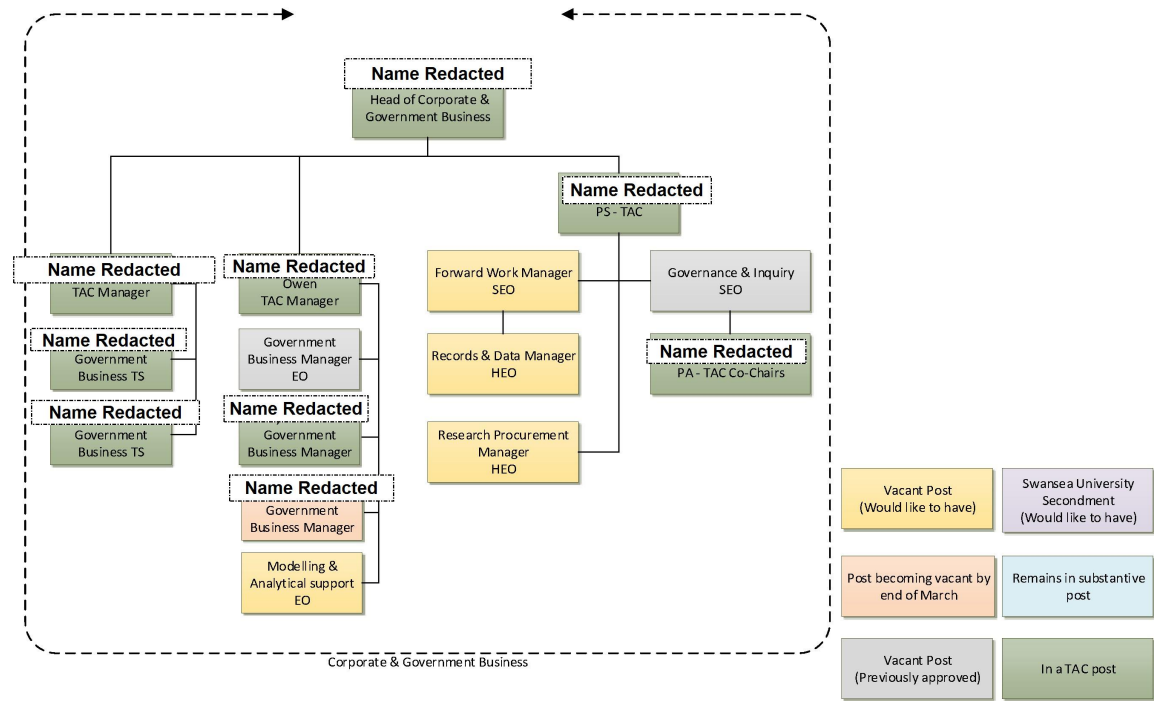 Name Redacted
Head of Corporate &
Government Business
Name Redacted
PS - TAC
Name Redacted
TAC Manager
Name Redacted
Government
Business TS
Name Redacted
Government
Business TS
Name Redacted
Owen
TAC Manager
Government
Business Manager
EO
Name Redacted
Government
Business Manager
Name Redacted
Government
Business Manager
Modelling &
Analytical support
EO
Forward Work Manager
SEO
Records & Data Manager
HEO
Research Procurement
Manager
HEO
Governance & Inquiry
SEO
Name Redacted
PA - TAC Co-Chairs
Corporate & Government Business
Vacant Post
(Would like to have)
Swansea University
Secondment
(Would like to have)
Post becoming vacant by
end of March
Remains in substantive
post
Vacant Post
(Previously approved)
In a TAC post